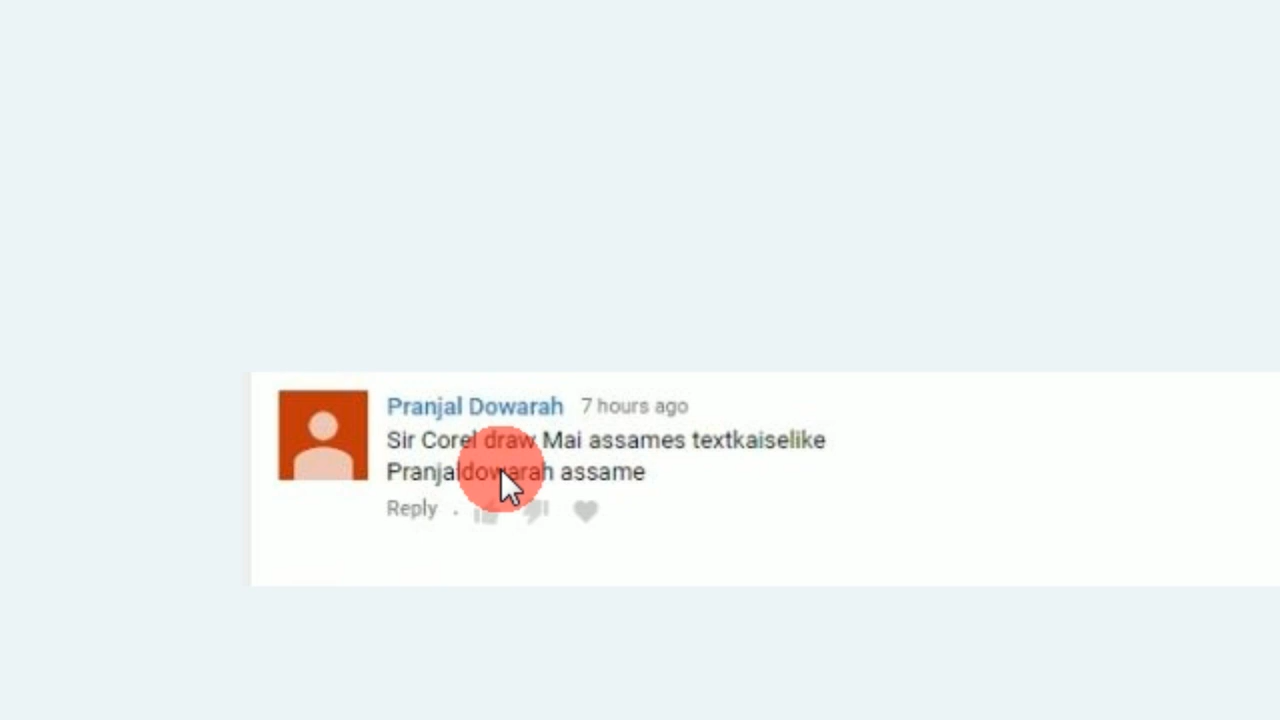 Pranjal Dowarah 7 hours ago
Sir Corel draw Mai assames textkaiselike
Pranjaldowarah assame
Reply .